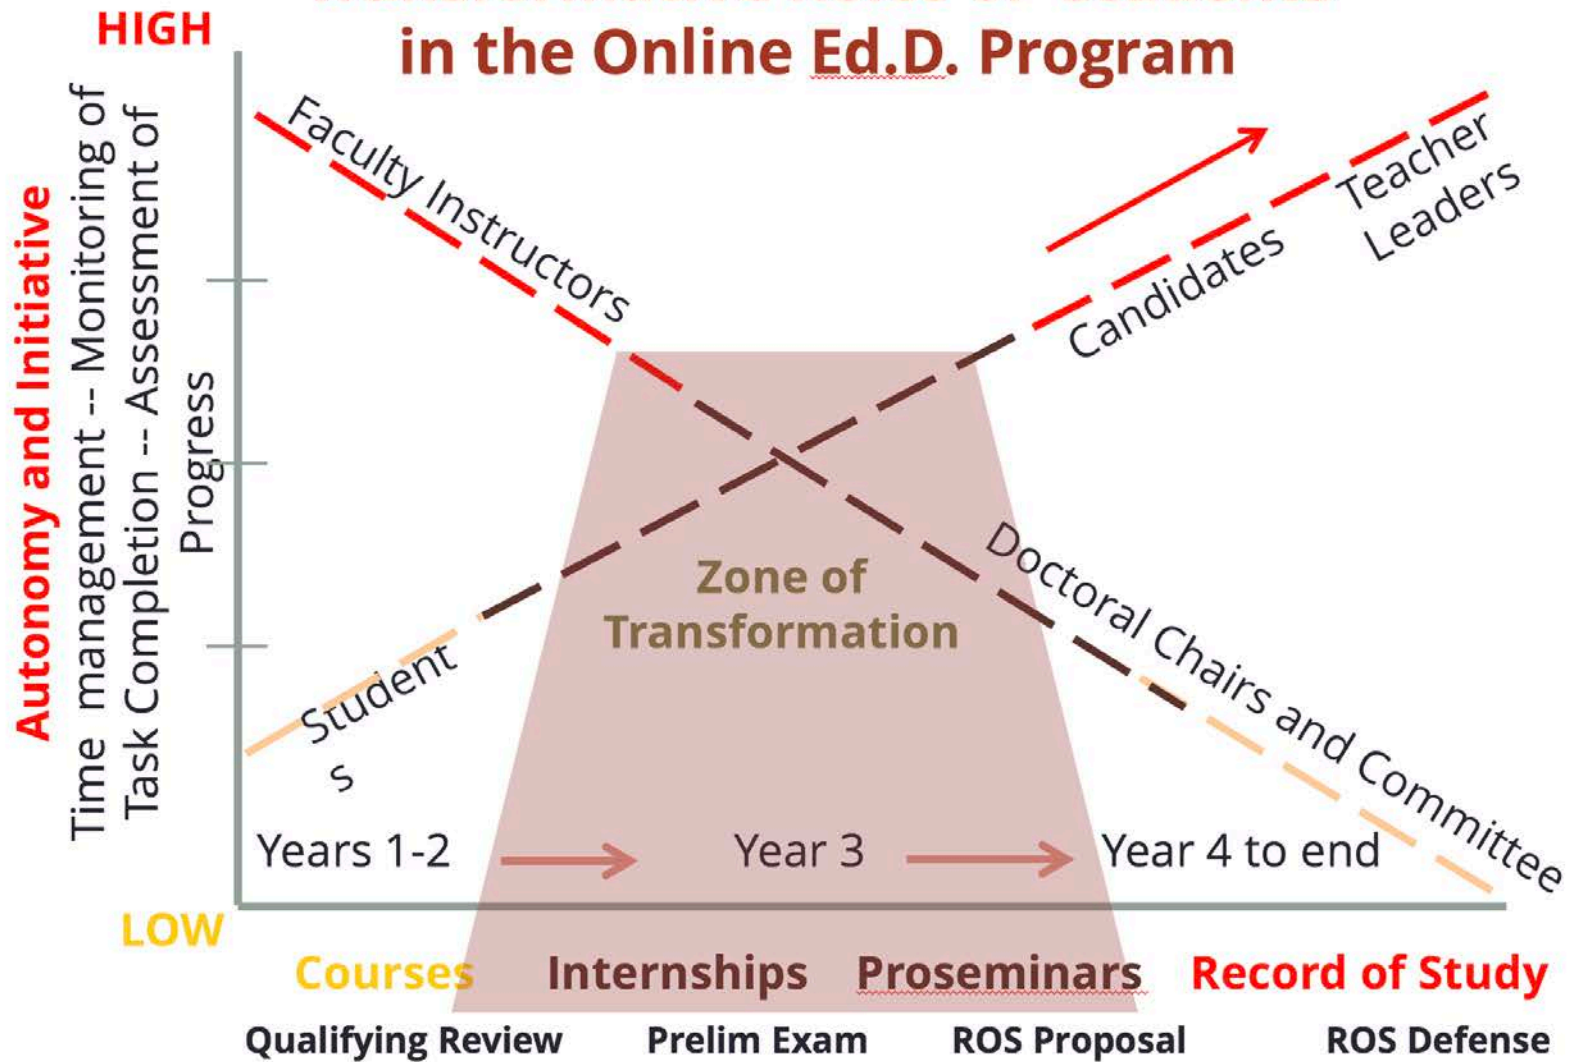 in the Online Ed.D. Program
HIGH
Autonomy and Initiative
Time management -- Monitoring of
Task Completion -- Assessment of
Progress
Faculty Instructors
Teacher
Leaders
Candidates
Zone of
Transformation
Doctoral Chairs and Committee
Student
s
Years 1-2
Year 3
Year 4 to end
LOW
Courses
Internships
Proseminars
Record of Study
Qualifying Review
Prelim Exam
ROS Proposal
ROS Defense